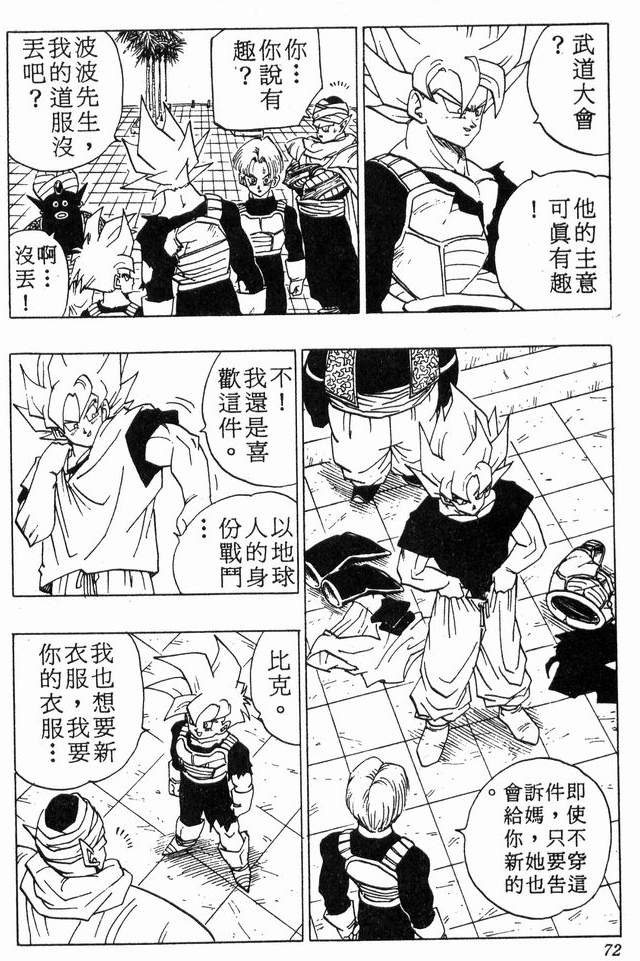 武道大會
？
他的主意
可眞有趣
！
你…
你說有
趣？
波波先生，
我的道服沒
丟吧？
啊…
沒丟！
即使不穿這
件，只要告
訴媽，她也
會給你新的
。
不！
我還是喜
歡這件。
以地球
人的身
份戰鬥
…
比克。
我也想要新
衣服，我要
你的衣服…
72